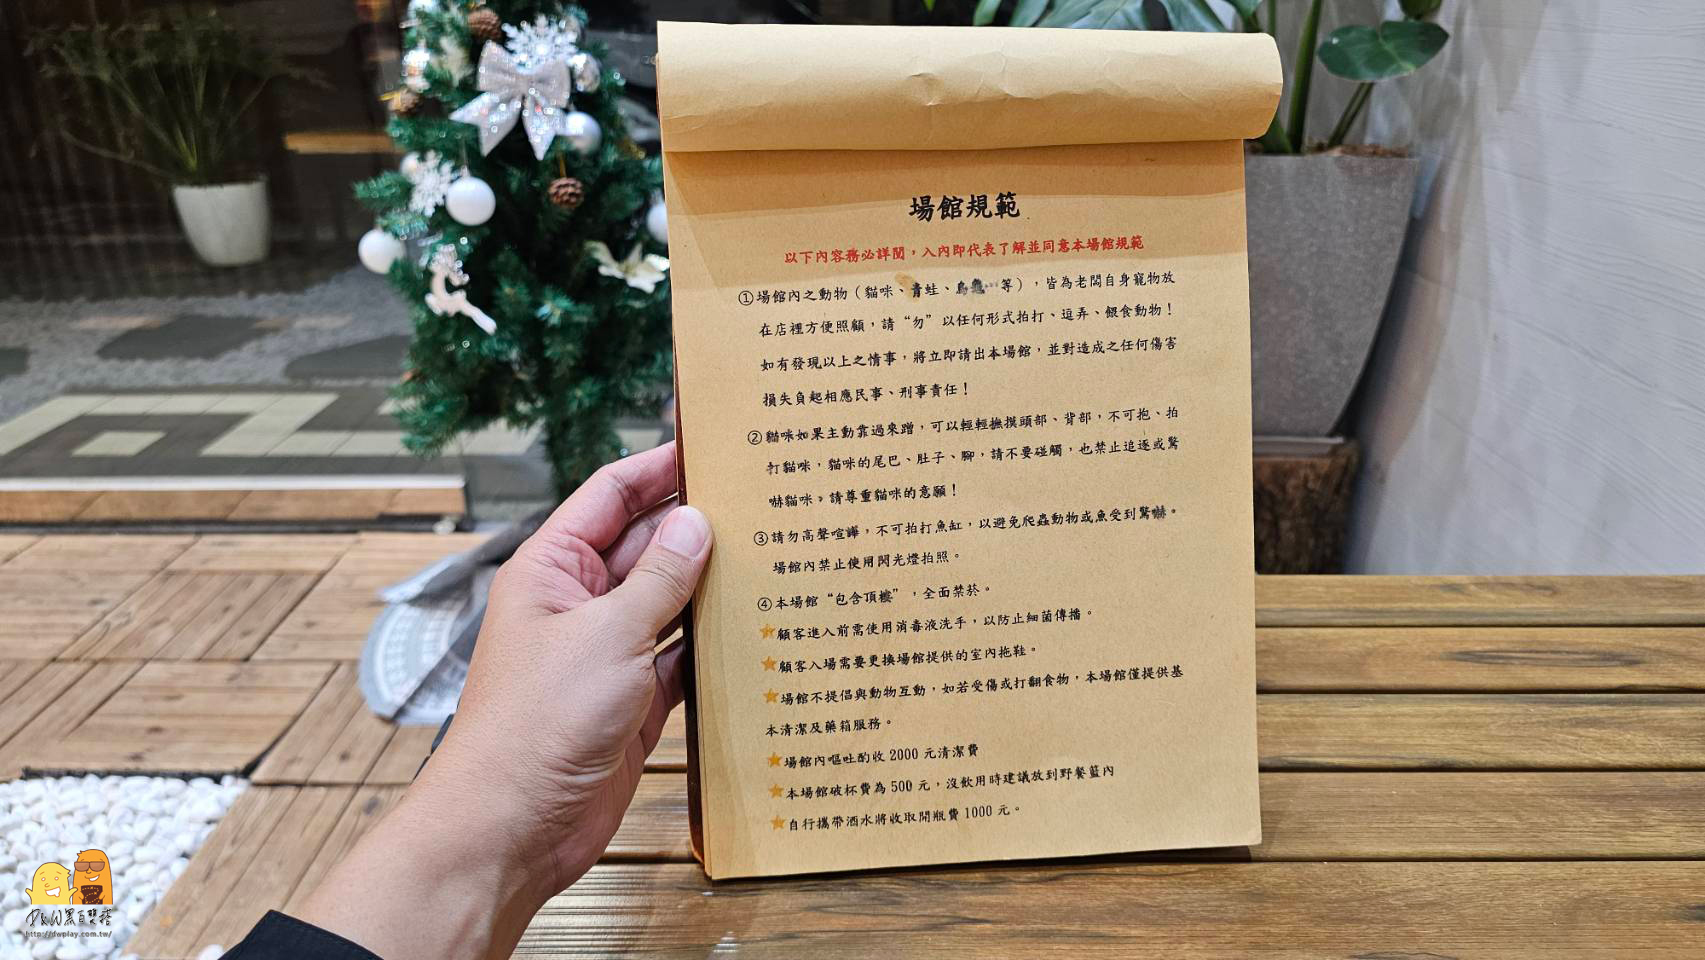 場館規範
以下內容務必詳閱，入內即代表了解並同意本場館規範
①場館內之動物（貓咪、青蛙、烏龜…等），皆為老闆自身寵物放
在店裡方便照顧，請“勿”以任何形式拍打、逗弄、餵食動物！
如有發現以上之情事，將立即請出本場館，並對造成之任何傷害
損失負起相應民事、刑事責任！
②貓咪如果主動靠過來蹭，可以輕輕撫摸頭部、背部，不可抱、拍
打貓咪，貓咪的尾巴、肚子、腳，請不要碰觸，也禁止追逐或驚
嚇貓咪。請尊重貓咪的意願！
③請勿高聲喧譁，不可拍打魚缸，以避免爬蟲動物或魚受到驚嚇。
場館內禁止使用閃光燈拍照。
④本場館“包含頂樓”，全面禁菸。
⭐顧客進入前需使用消毒液洗手，以防止細菌傳播。
⭐顧客入場需要更換場館提供的室內拖鞋。
⭐場館不提倡與動物互動，如若受傷或打翻食物，本場館僅提供基
本清潔及藥箱服務。
⭐場館內嘔吐酌收 2000 元清潔費
⭐本場館破杯費為 500 元，沒飲用時建議放到野餐籃內
⭐自行攜帶酒水將收取開瓶費 1000 元。
D&W黑白雙搭
http://dwplay.com.tw/